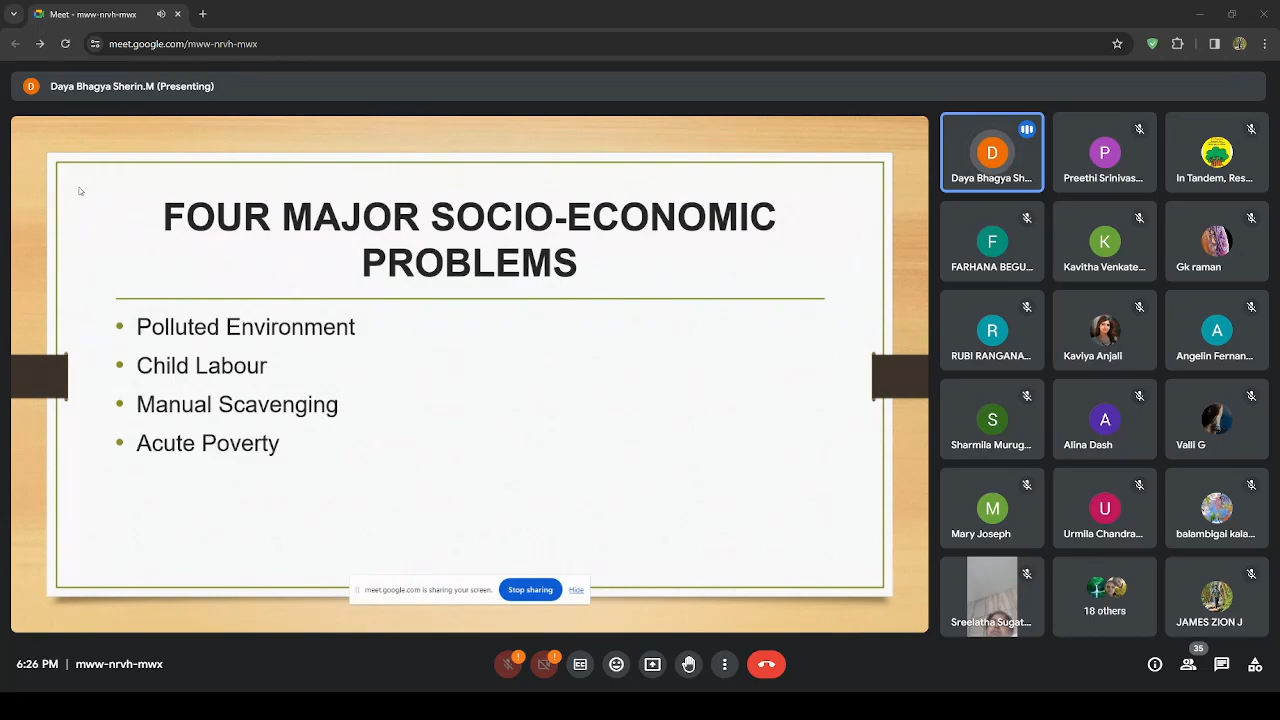 Meet - mww-nrvh-mwx
meet.google.com/mww-nrvh-mwx
D
Daya Bhagya Sherin.M (Presenting)
FOUR MAJOR SOCIO-ECONOMIC
PROBLEMS
• Polluted Environment
• Child Labour
• Manual Scavenging
• Acute Poverty
meet.google.com is sharing your screen.
Stop sharing
Hide
D
Daya Bhagya Sh...
P
Preethi Srinivas...
In Tandem, Res...
F
FARHANA BEGU...
K
Kavitha Venkate...
Gk raman
R
RUBI RANGANA...
Kaviya Anjali
A
Angelin Fernan...
S
Sharmila Murug...
A
Alina Dash
Valli G
M
Mary Joseph
U
Urmila Chandra...
balambigai kala...
Sreelatha Sugat...
18 others
JAMES ZION J
6:26 PM | mww-nrvh-mwx
35